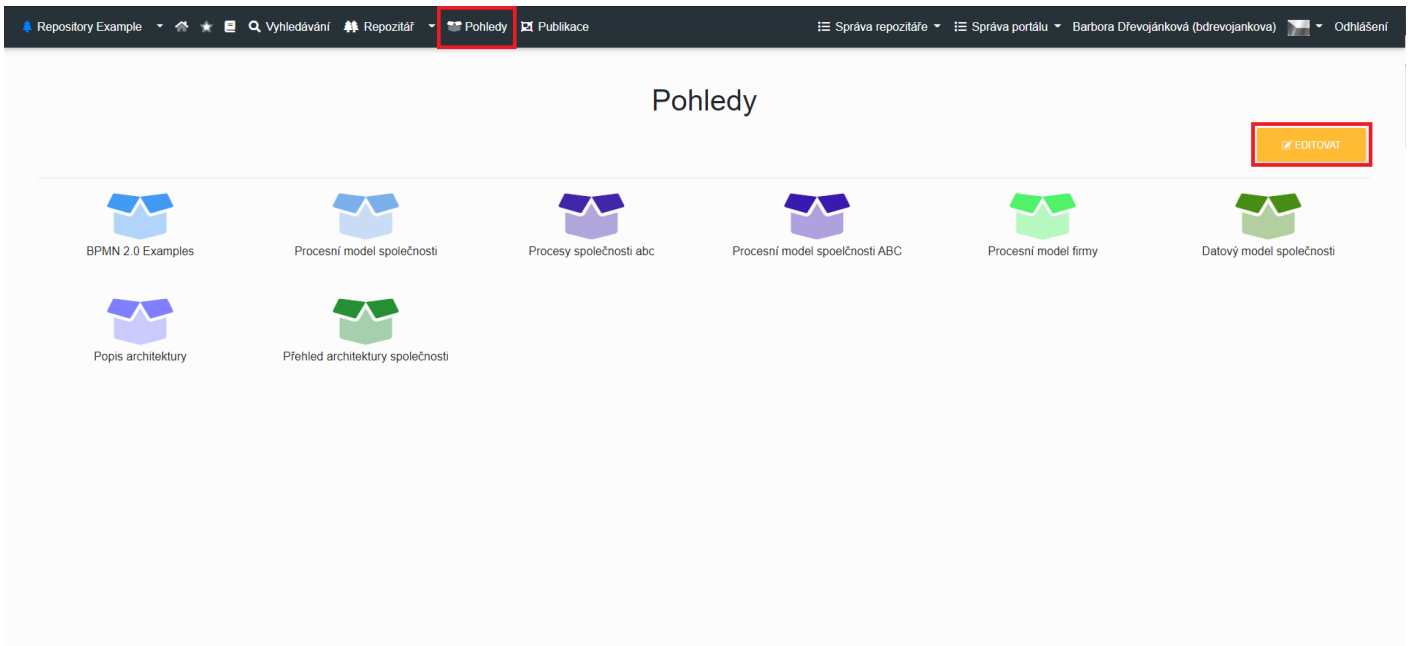 Repository Example Vyhledávání Repozitář Pohledy Publikace Správa repozitáře Správa portálu Barbora Dřevojánková (bdrevojankova) Odhlášení
Pohledy
EDITOVAT
BPMN 2.0 Examples Procesní model společnosti Procesy společnosti abc Procesní model spoelčnosti ABC Procesní model firmy Datový model společnosti
Popis architektury Přehled architektury společnosti